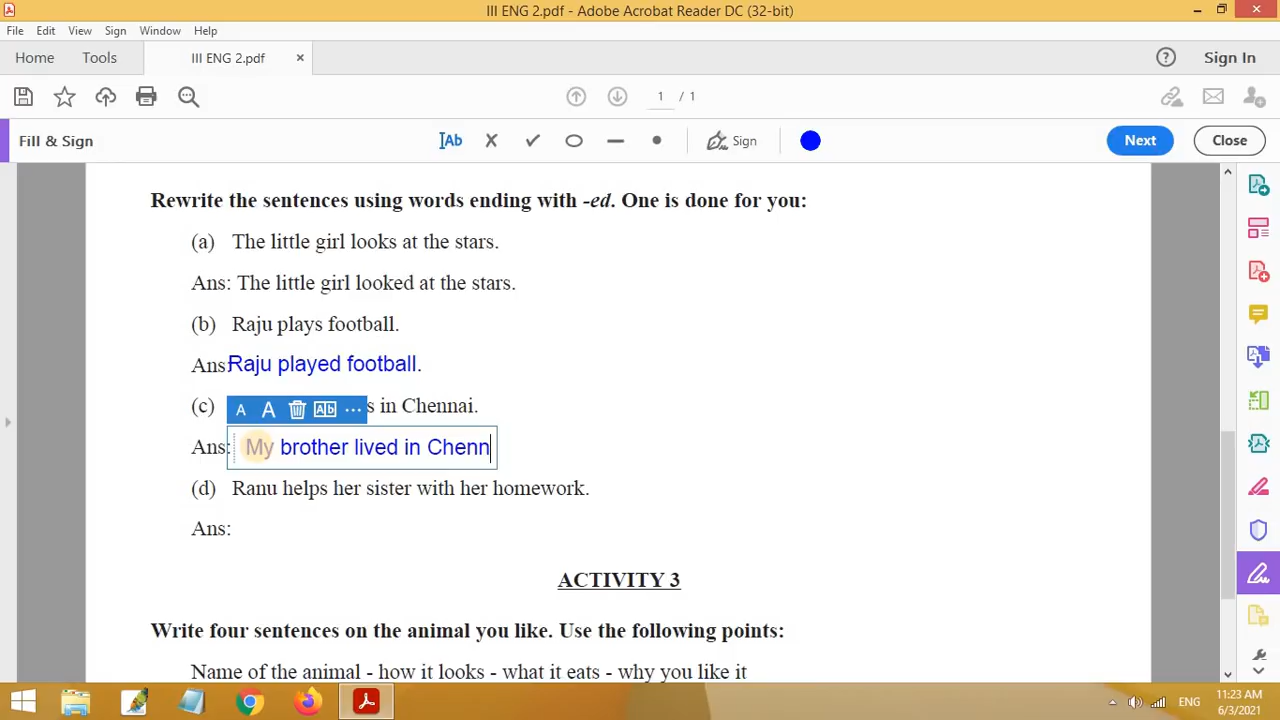 III ENG 2.pdf - Adobe Acrobat Reader DC (32-bit)
File Edit View Sign Window Help
Home Tools III ENG 2.pdf × Sign In
1 / 1
Fill & Sign Ab Sign Next Close
Rewrite the sentences using words ending with -ed. One is done for you:
(a) The little girl looks at the stars.
Ans: The little girl looked at the stars.
(b) Raju plays football.
Ans: Raju played football.
(c) A A Ab ... s in Chennai.
Ans: My brother lived in Chenn
(d) Ranu helps her sister with her homework.
Ans:
ACTIVITY 3
Write four sentences on the animal you like. Use the following points:
Name of the animal - how it looks - what it eats - why you like it
ENG 11:23 AM
6/3/2021